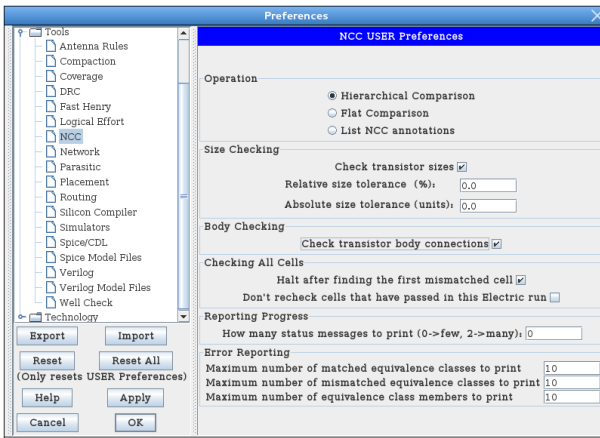 Preferences
Tools
Antenna Rules
Compaction
Coverage
DRC
Fast Henry
Logical Effort
NCC
Network
Parasitic
Placement
Routing
Silicon Compiler
Simulators
Spice/CDL
Spice Model Files
Verilog
Verilog Model Files
Well Check
Technology
Export
Import
Reset
Reset All
(Only resets USER Preferences)
Help
Apply
Cancel
OK
NCC USER Preferences
Operation
Hierarchical Comparison
Flat Comparison
List NCC annotations
Size Checking
Check transistor sizes
Relative size tolerance (%): 0.0
Absolute size tolerance (units): 0.0
Body Checking
Check transistor body connections
Checking All Cells
Halt after finding the first mismatched cell
Don't recheck cells that have passed in this Electric run
Reporting Progress
How many status messages to print (0->few, 2->many): 0
Error Reporting
Maximum number of matched equivalence classes to print 10
Maximum number of mismatched equivalence classes to print 10
Maximum number of equivalence class members to print 10